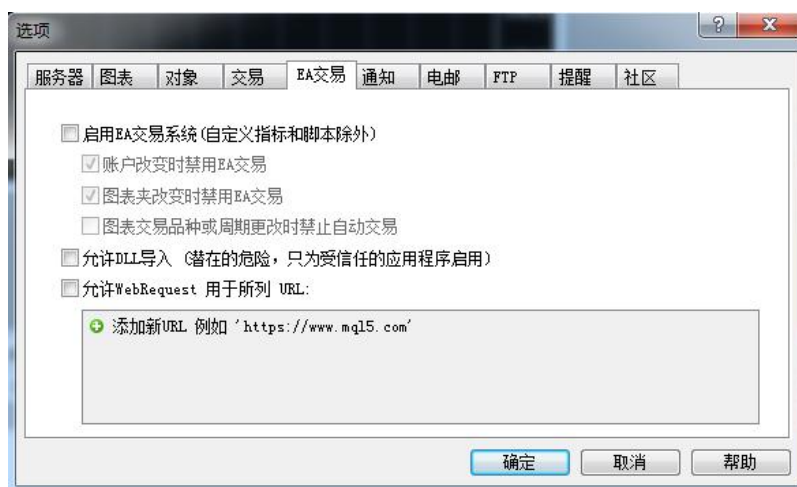 选项
服务器 图表 对象 交易 EA交易 通知 电邮 FTP 提醒 社区
启用EA交易系统(自定义指标和脚本除外)
账户改变时禁用EA交易
图表夹改变时禁用EA交易
图表交易品种或周期更改时禁止自动交易
允许DLL导入 (潜在的危险,只为受信任的应用程序启用)
允许WebRequest 用于所列 URL:
添加新URL 例如 'https://www.mql5.com'
确定 取消 帮助